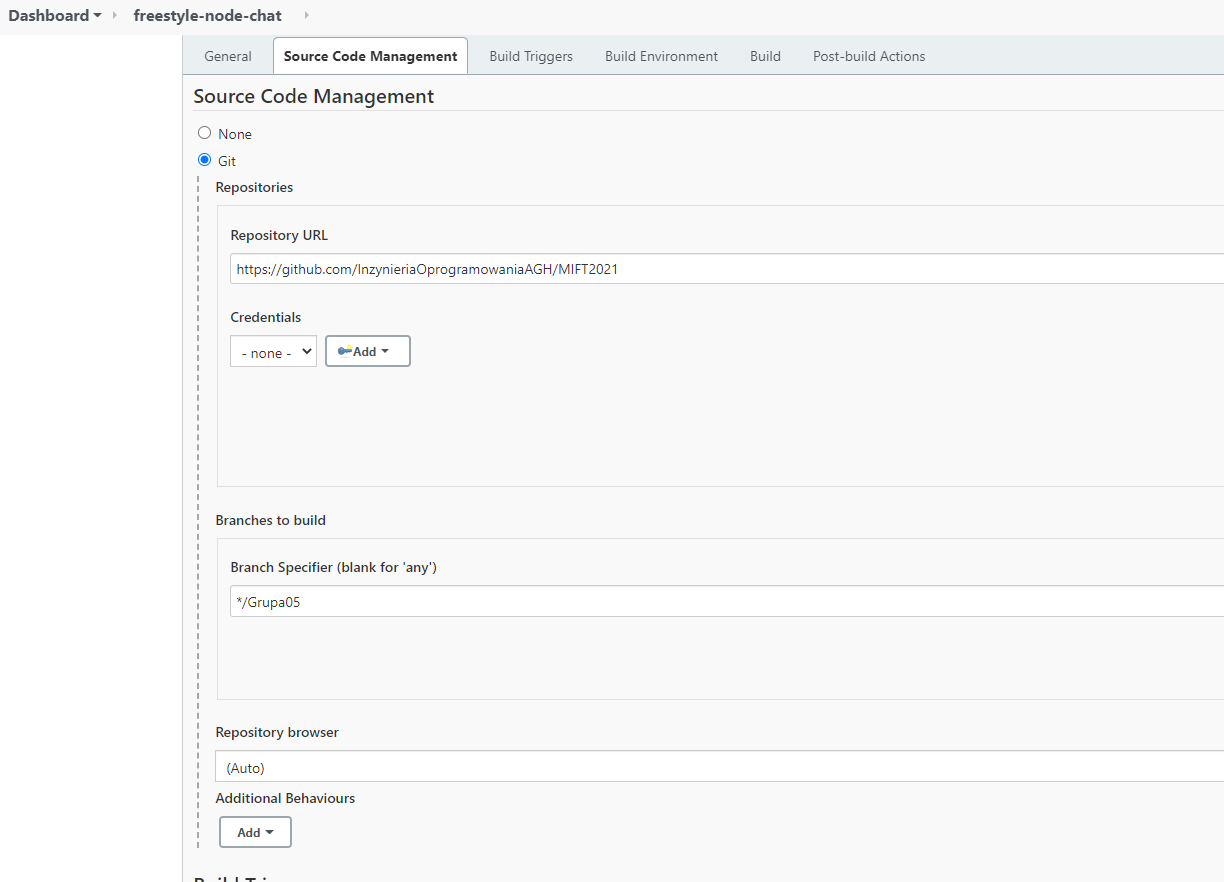 Dashboard freestyle-node-chat
General Source Code Management Build Triggers Build Environment Build Post-build Actions
Source Code Management
None
Git
Repositories
Repository URL
https://github.com/InzynieriaOprogramowaniaAGH/MIFT2021
Credentials
- none - Add
Branches to build
Branch Specifier (blank for 'any')
*/Grupa05
Repository browser
(Auto)
Additional Behaviours
Add